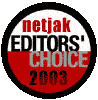 netjak
EDITORS'
CHOICE
2003